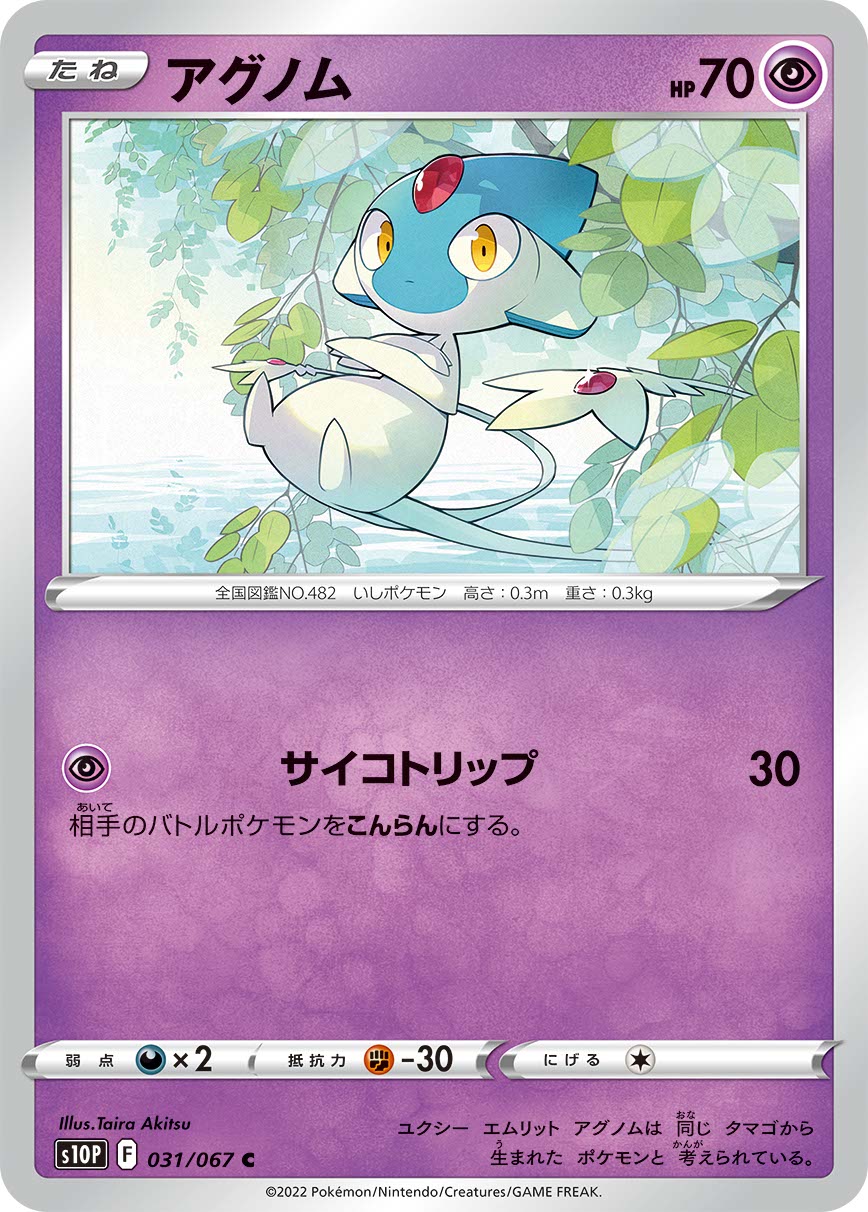 たね アグノム HP70
全国図鑑NO.482 いしポケモン 高さ:0.3m 重さ:0.3kg
サイコトリップ 30
あいて
相手のバトルポケモンをこんらんにする。
弱点 ×2 抵抗力 -30 にげる
Illus.Taira Akitsu
おな
ユクシー エムリット アグノムは 同じ タマゴから
う かんが
生まれた ポケモンと 考えられている。
s10P F 031/067 C
©2022 Pokémon/Nintendo/Creatures/GAME FREAK.